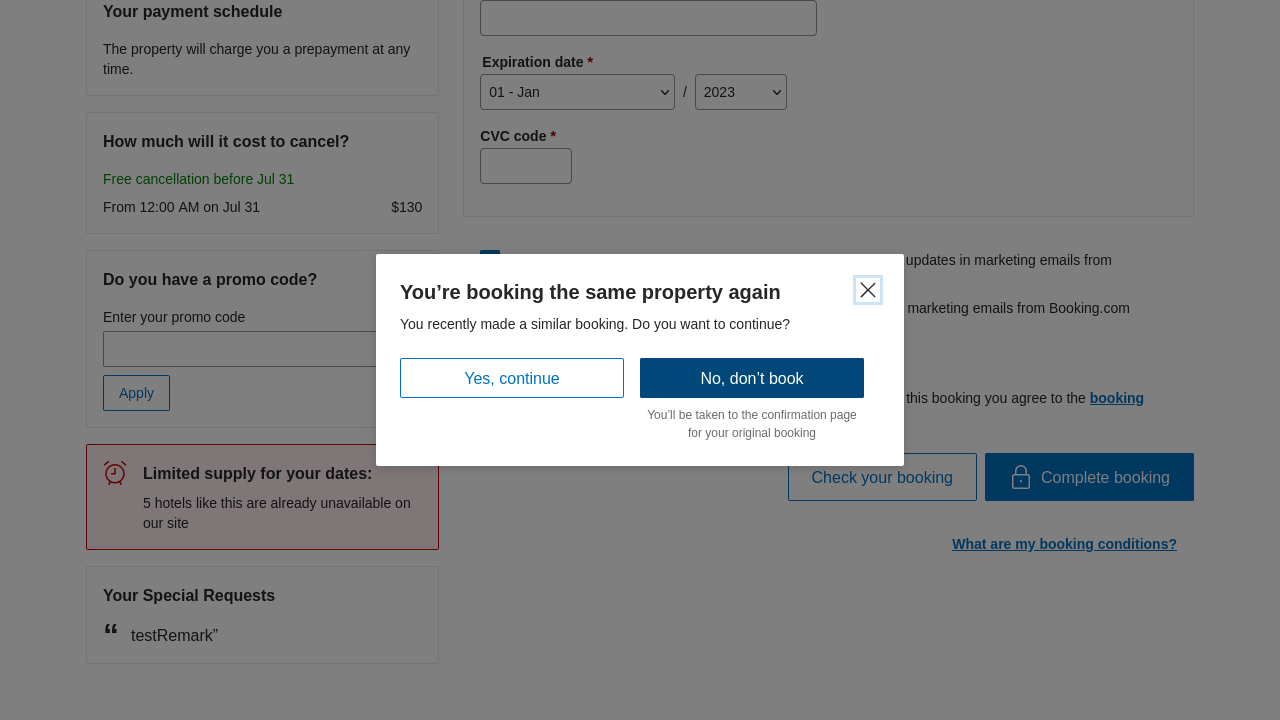 Your payment schedule
The property will charge you a prepayment at any
time.
How much will it cost to cancel?
Free cancellation before Jul 31
From 12:00 AM on Jul 31 $130
Do you have a promo code?
Enter your promo code
Apply
Limited supply for your dates:
5 hotels like this are already unavailable on
our site
Your Special Requests
“ testRemark”
Expiration date *
01 - Jan / 2023
CVC code *
updates in marketing emails from
marketing emails from Booking.com
this booking you agree to the booking
You’re booking the same property again
You recently made a similar booking. Do you want to continue?
Yes, continue
No, don’t book
You’ll be taken to the confirmation page
for your original booking
Check your booking
Complete booking
What are my booking conditions?